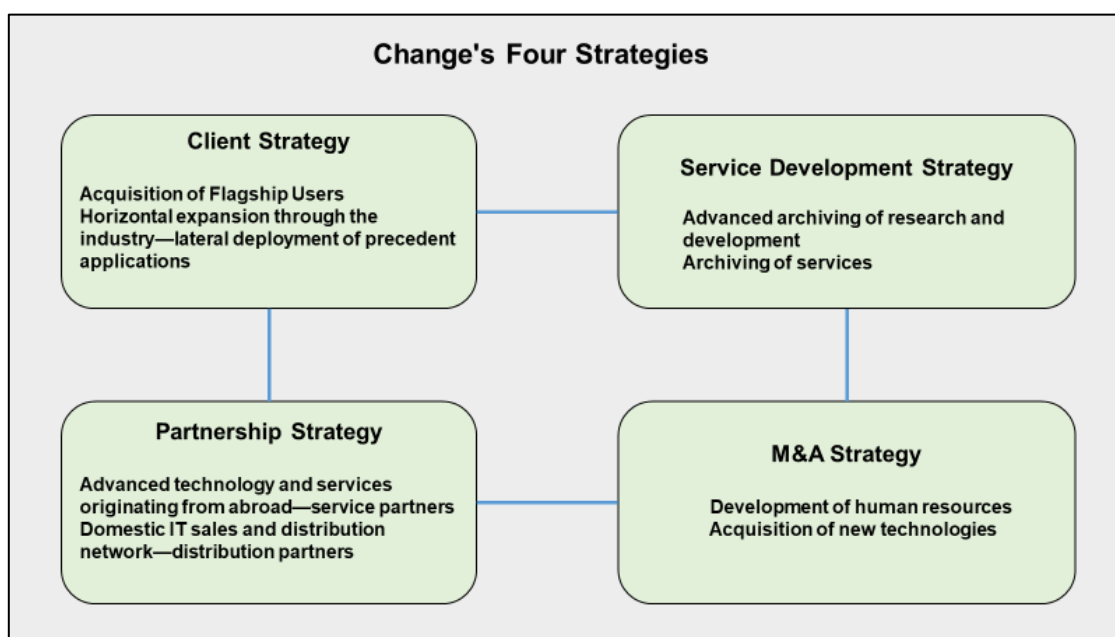 Change's Four Strategies
Client Strategy
Acquisition of Flagship Users
Horizontal expansion through the
industry—lateral deployment of precedent
applications
Service Development Strategy
Advanced archiving of research and
development
Archiving of services
Partnership Strategy
Advanced technology and services
originating from abroad—service partners
Domestic IT sales and distribution
network—distribution partners
M&A Strategy
Development of human resources
Acquisition of new technologies